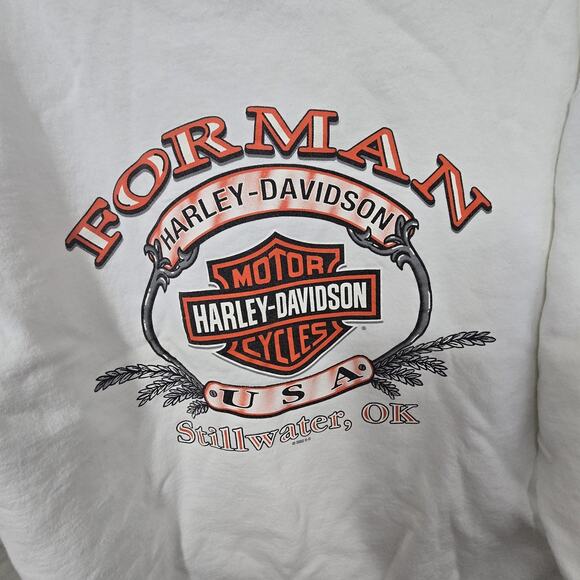 FORMAN
HARLEY-DAVIDSON
MOTOR
HARLEY-DAVIDSON
CYCLES
USA
Stillwater, OK